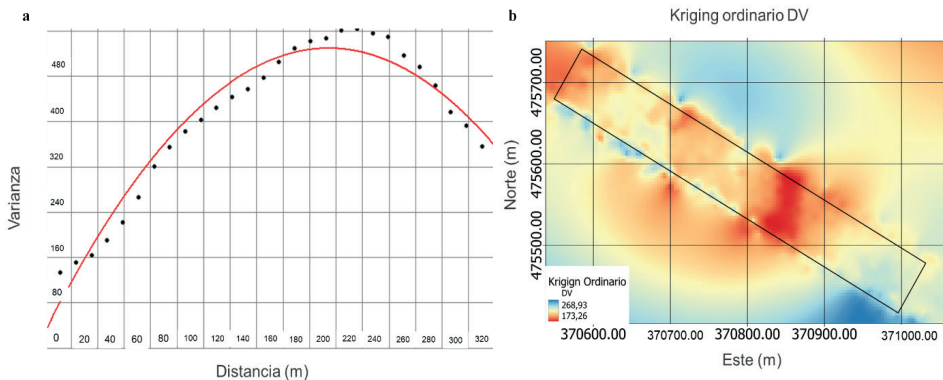 a
Varianza
480
400
320
240
160
80
0 20 40 60 80 100 120 140 160 180 200 220 240 260 280 300 320
Distancia (m)
b
Kriging ordinario DV
Norte (m)
475700.00
475600.00
475500.00
Krigign Ordinario
DV
268,93
173,26
370600.00 370700.00 370800.00 370900.00 371000.00
Este (m)